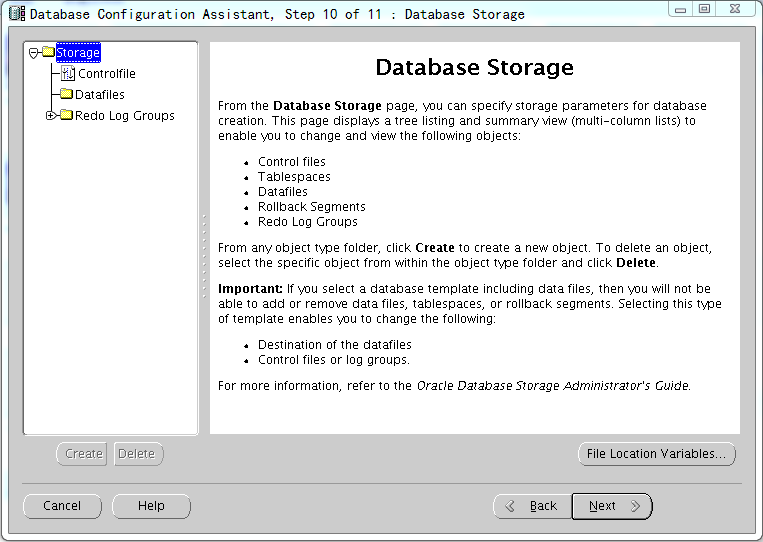 Database Configuration Assistant, Step 10 of 11 : Database Storage
Storage
Controlfile
Datafiles
Redo Log Groups
Create
Delete
Database Storage
From the Database Storage page, you can specify storage parameters for database
creation. This page displays a tree listing and summary view (multi-column lists) to
enable you to change and view the following objects:
• Control files
• Tablespaces
• Datafiles
• Rollback Segments
• Redo Log Groups
From any object type folder, click Create to create a new object. To delete an object,
select the specific object from within the object type folder and click Delete.
Important: If you select a database template including data files, then you will not be
able to add or remove data files, tablespaces, or rollback segments. Selecting this type
of template enables you to change the following:
• Destination of the datafiles
• Control files or log groups.
For more information, refer to the Oracle Database Storage Administrator's Guide.
File Location Variables...
Cancel
Help
Back
Next